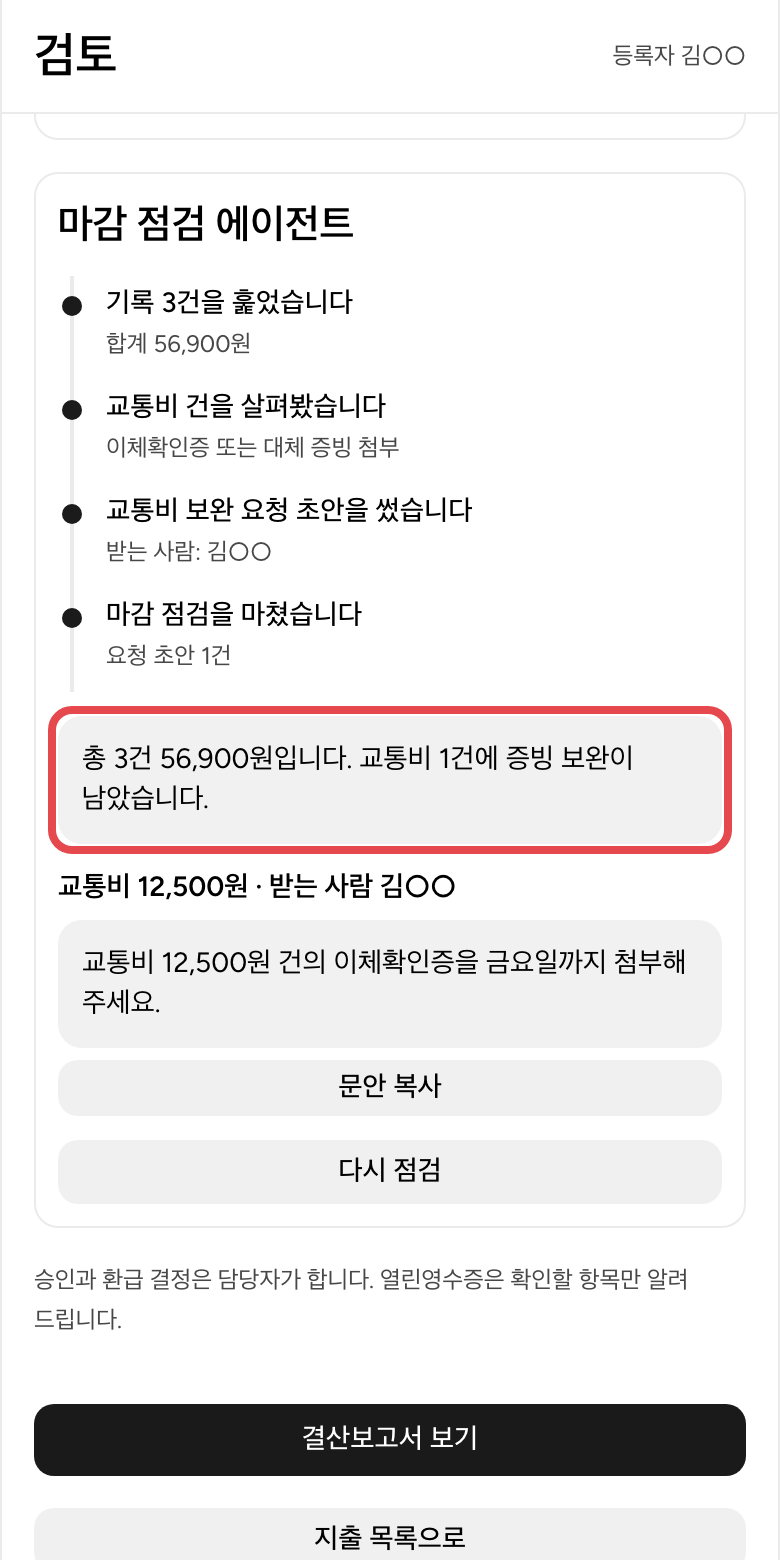 검토
등록자 김○○
마감 점검 에이전트
기록 3건을 훑었습니다
합계 56,900원
교통비 건을 살펴봤습니다
이체확인증 또는 대체 증빙 첨부
교통비 보완 요청 초안을 썼습니다
받는 사람: 김○○
마감 점검을 마쳤습니다
요청 초안 1건
총 3건 56,900원입니다. 교통비 1건에 증빙 보완이
남았습니다.
교통비 12,500원 · 받는 사람 김○○
교통비 12,500원 건의 이체확인증을 금요일까지 첨부해
주세요.
문안 복사
다시 점검
승인과 환급 결정은 담당자가 합니다. 열린영수증은 확인할 항목만 알려
드립니다.
결산보고서 보기
지출 목록으로